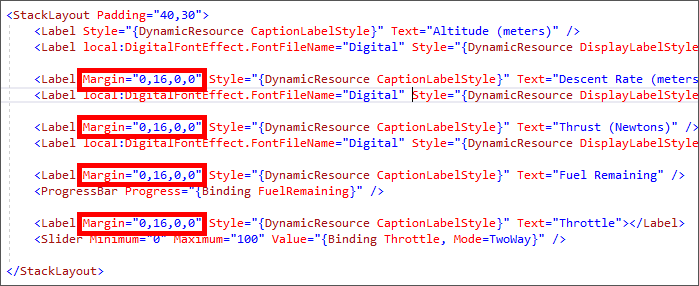 <StackLayout Padding="40,30">
<Label Style="{DynamicResource CaptionLabelStyle}" Text="Altitude (meters)" />
<Label local:DigitalFontEffect.FontFileName="Digital" Style="{DynamicResource DisplayLabelStyle
<Label Margin="0,16,0,0" Style="{DynamicResource CaptionLabelStyle}" Text="Descent Rate (meters
<Label local:DigitalFontEffect.FontFileName="Digital" Style="{DynamicResource DisplayLabelStyle
<Label Margin="0,16,0,0" Style="{DynamicResource CaptionLabelStyle}" Text="Thrust (Newtons)" />
<Label local:DigitalFontEffect.FontFileName="Digital" Style="{DynamicResource DisplayLabelStyle
<Label Margin="0,16,0,0" Style="{DynamicResource CaptionLabelStyle}" Text="Fuel Remaining" />
<ProgressBar Progress="{Binding FuelRemaining}" />
<Label Margin="0,16,0,0" Style="{DynamicResource CaptionLabelStyle}" Text="Throttle"></Label>
<Slider Minimum="0" Maximum="100" Value="{Binding Throttle, Mode=TwoWay}" />
</StackLayout>